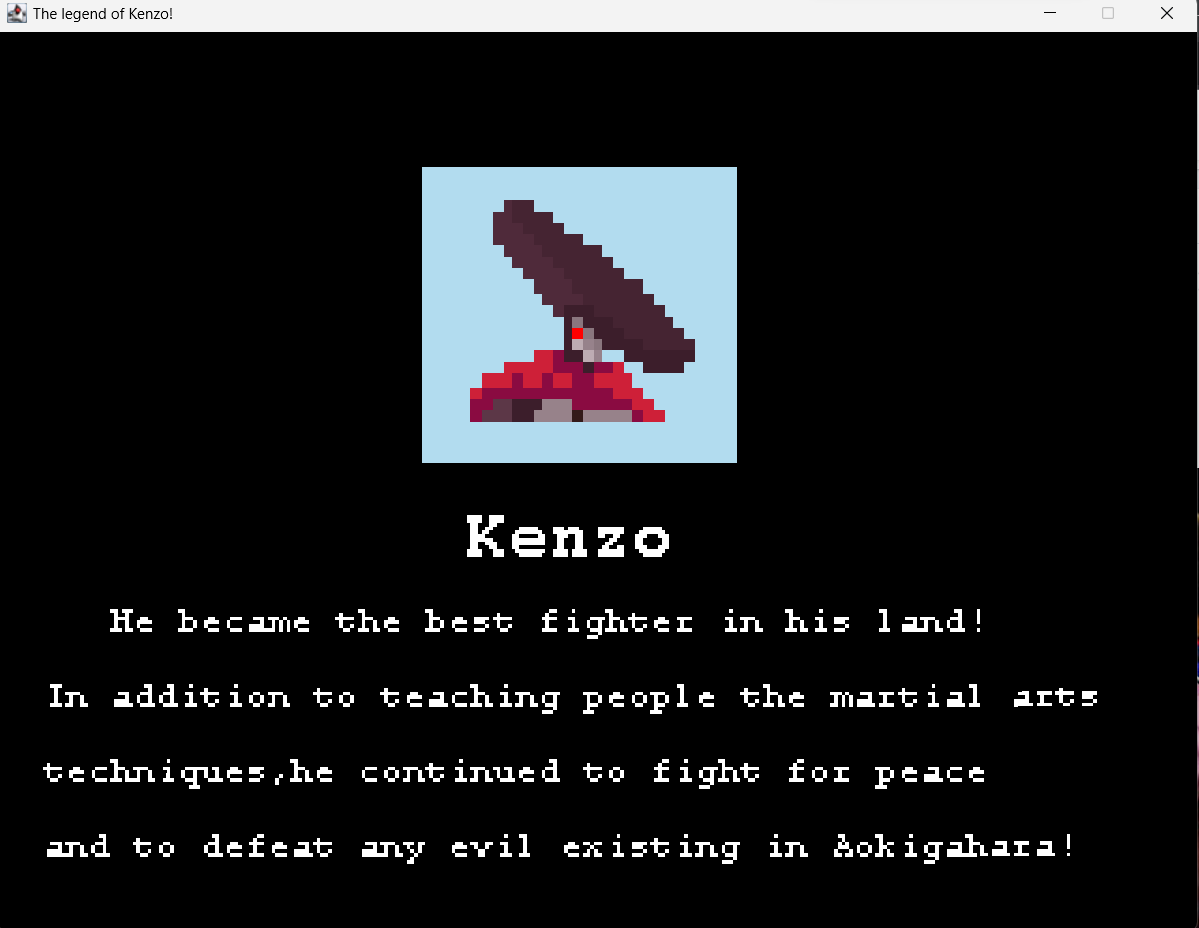 The legend of Kenzo!
Kenzo
He became the best fighter in his land!
In addition to teaching people the martial arts
techniques,he continued to fight for peace
and to defeat any evil existing in Aokigahara!